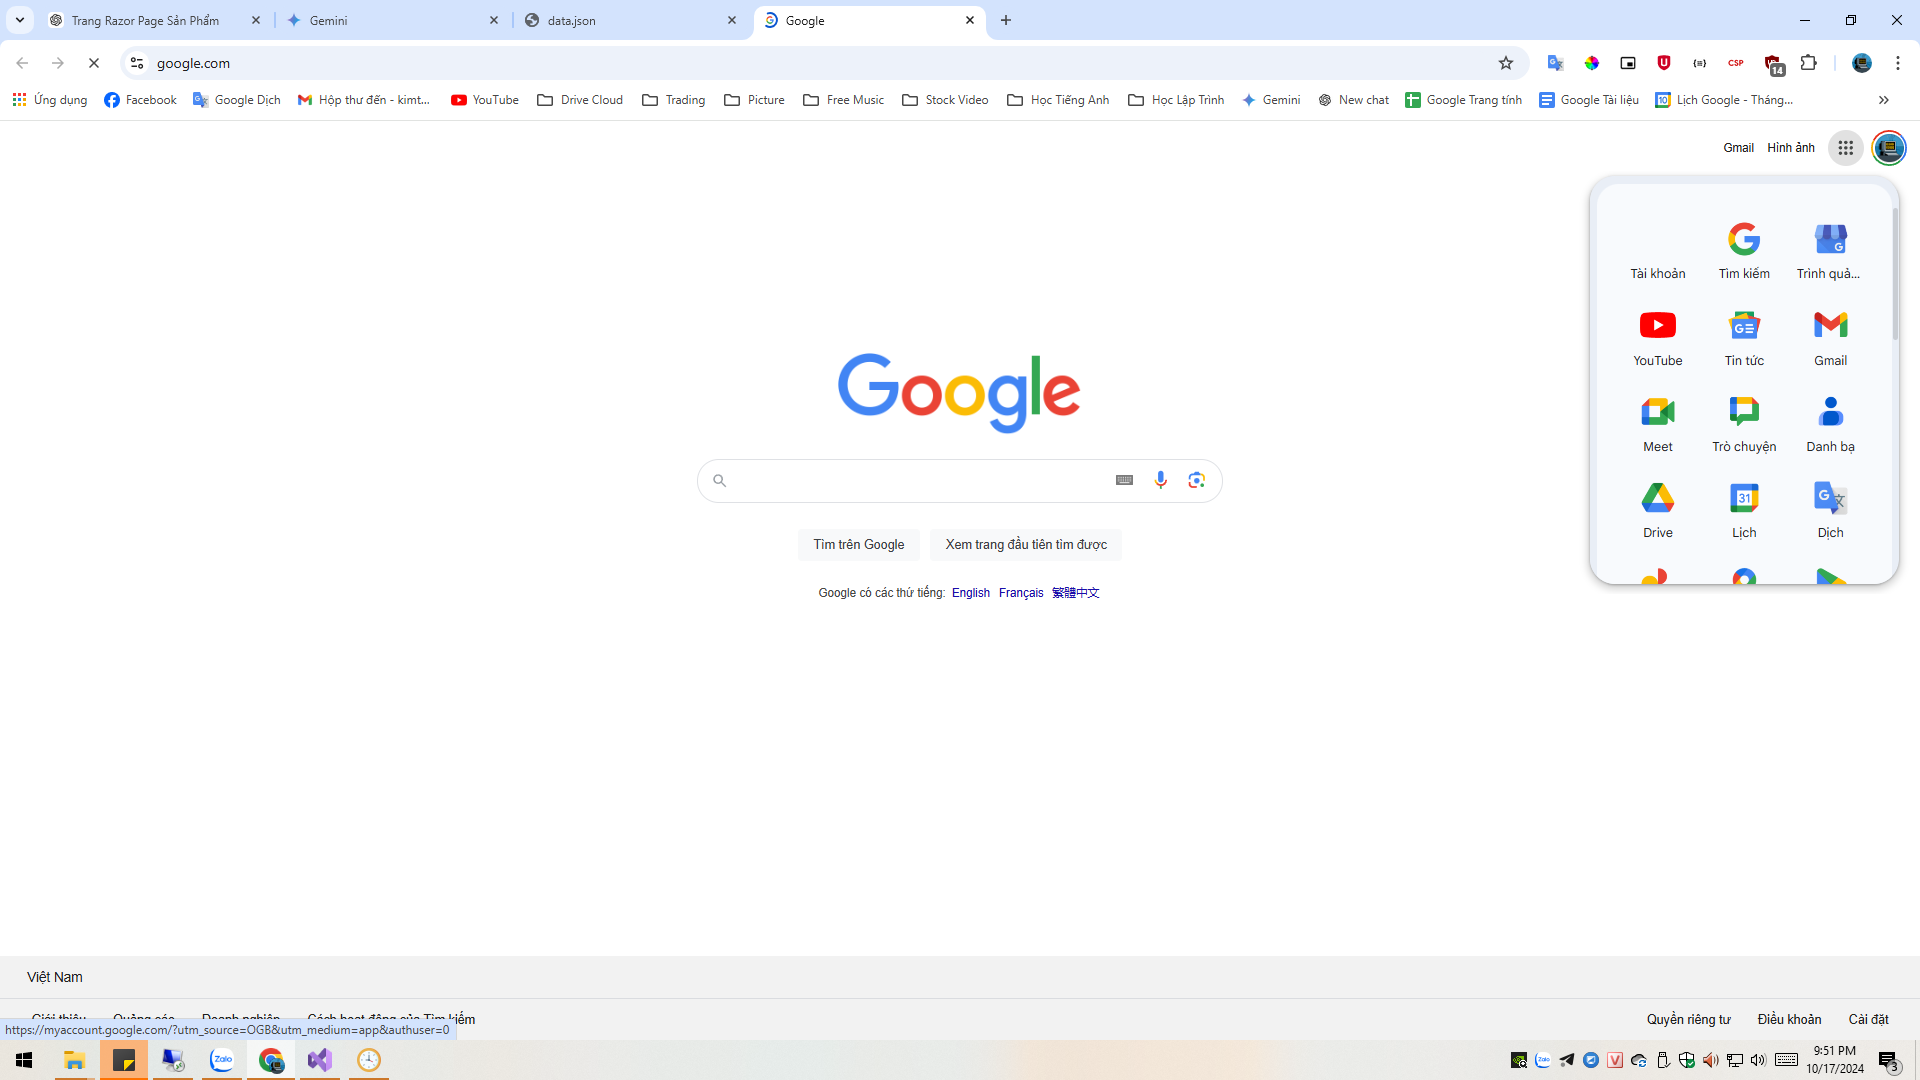 Trang Razor Page Sản Phẩm
Gemini
data.json
Google
google.com
CSP
14
Ứng dụng
Facebook
Google Dịch
Hộp thư đến - kimt...
YouTube
Drive Cloud
Trading
Picture
Free Music
Stock Video
Học Tiếng Anh
Học Lập Trình
Gemini
New chat
Google Trang tính
Google Tài liệu
Lịch Google - Tháng...
Gmail
Hình ảnh
Tài khoản
Tìm kiếm
Trình quả...
YouTube
Tin tức
Gmail
Meet
Trò chuyện
Danh bạ
Drive
31
Lịch
Dịch
Google
Tìm trên Google
Xem trang đầu tiên tìm được
Google có các thứ tiếng: English Français 繁體中文
Việt Nam
Giới thiệu
Quảng cáo
Doanh nghiệp
Cách hoạt động của Tìm kiếm
Quyền riêng tư
Điều khoản
Cài đặt
https://myaccount.google.com/?utm_source=OGB&utm_medium=app&authuser=0
Zalo
9:51 PM
10/17/2024
3